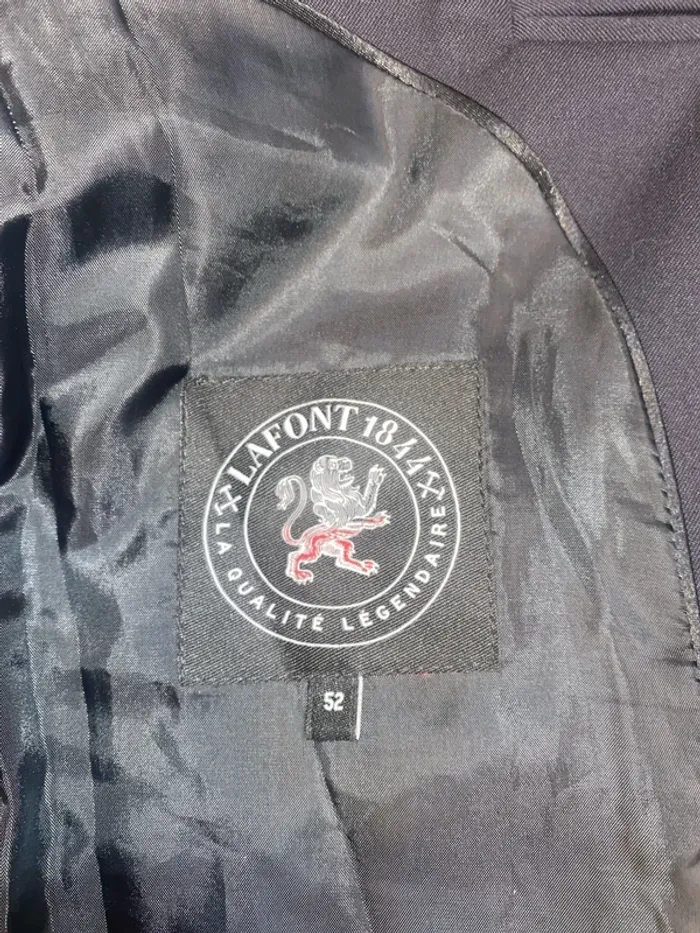 LAFONT 1844
LA QUALITÉ LÉGENDAIRE
52